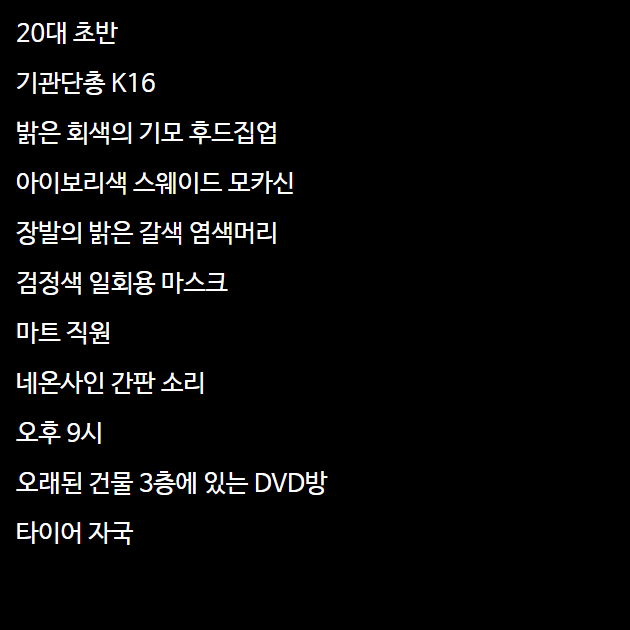 20대 초반
기관단총 K16
밝은 회색의 기모 후드집업
아이보리색 스웨이드 모카신
장발의 밝은 갈색 염색머리
검정색 일회용 마스크
마트 직원
네온사인 간판 소리
오후 9시
오래된 건물 3층에 있는 DVD방
타이어 자국